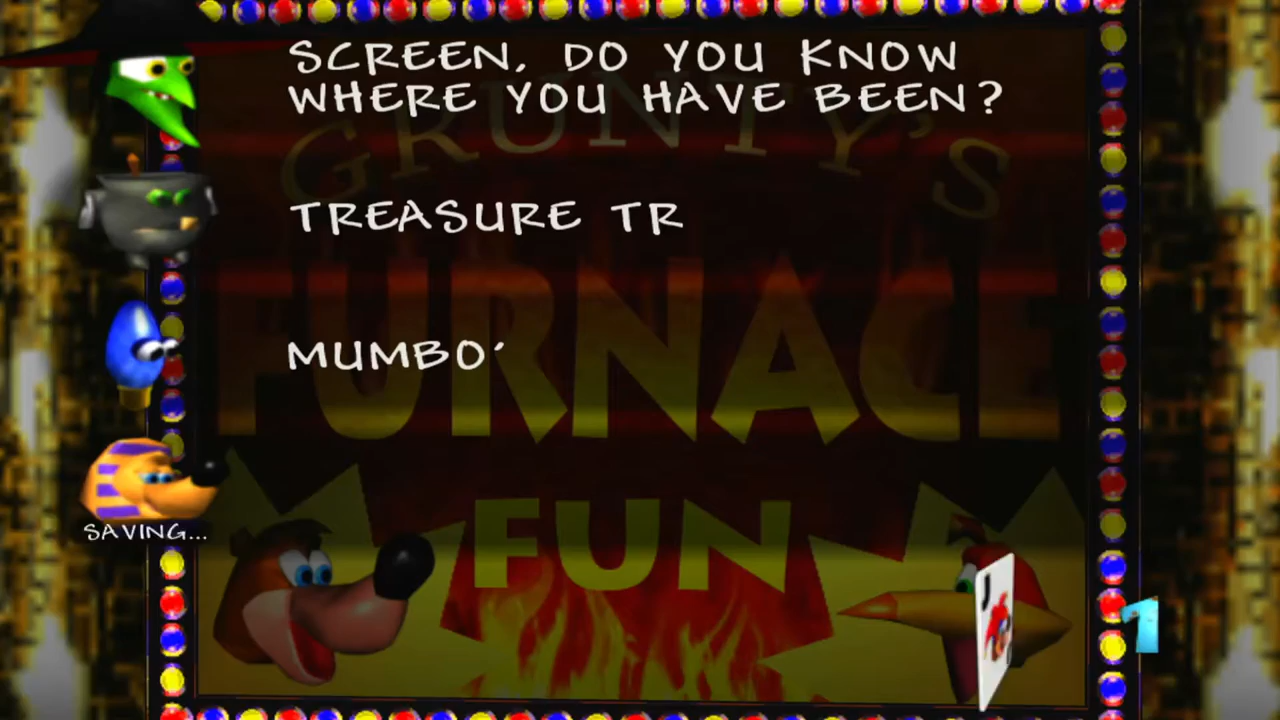 SCREEN, DO YOU KNOW
WHERE YOU HAVE BEEN?
GRUNTY'S
TREASURE TR
FURNACE
MUMBO'
FUN
SAVING...
J
1